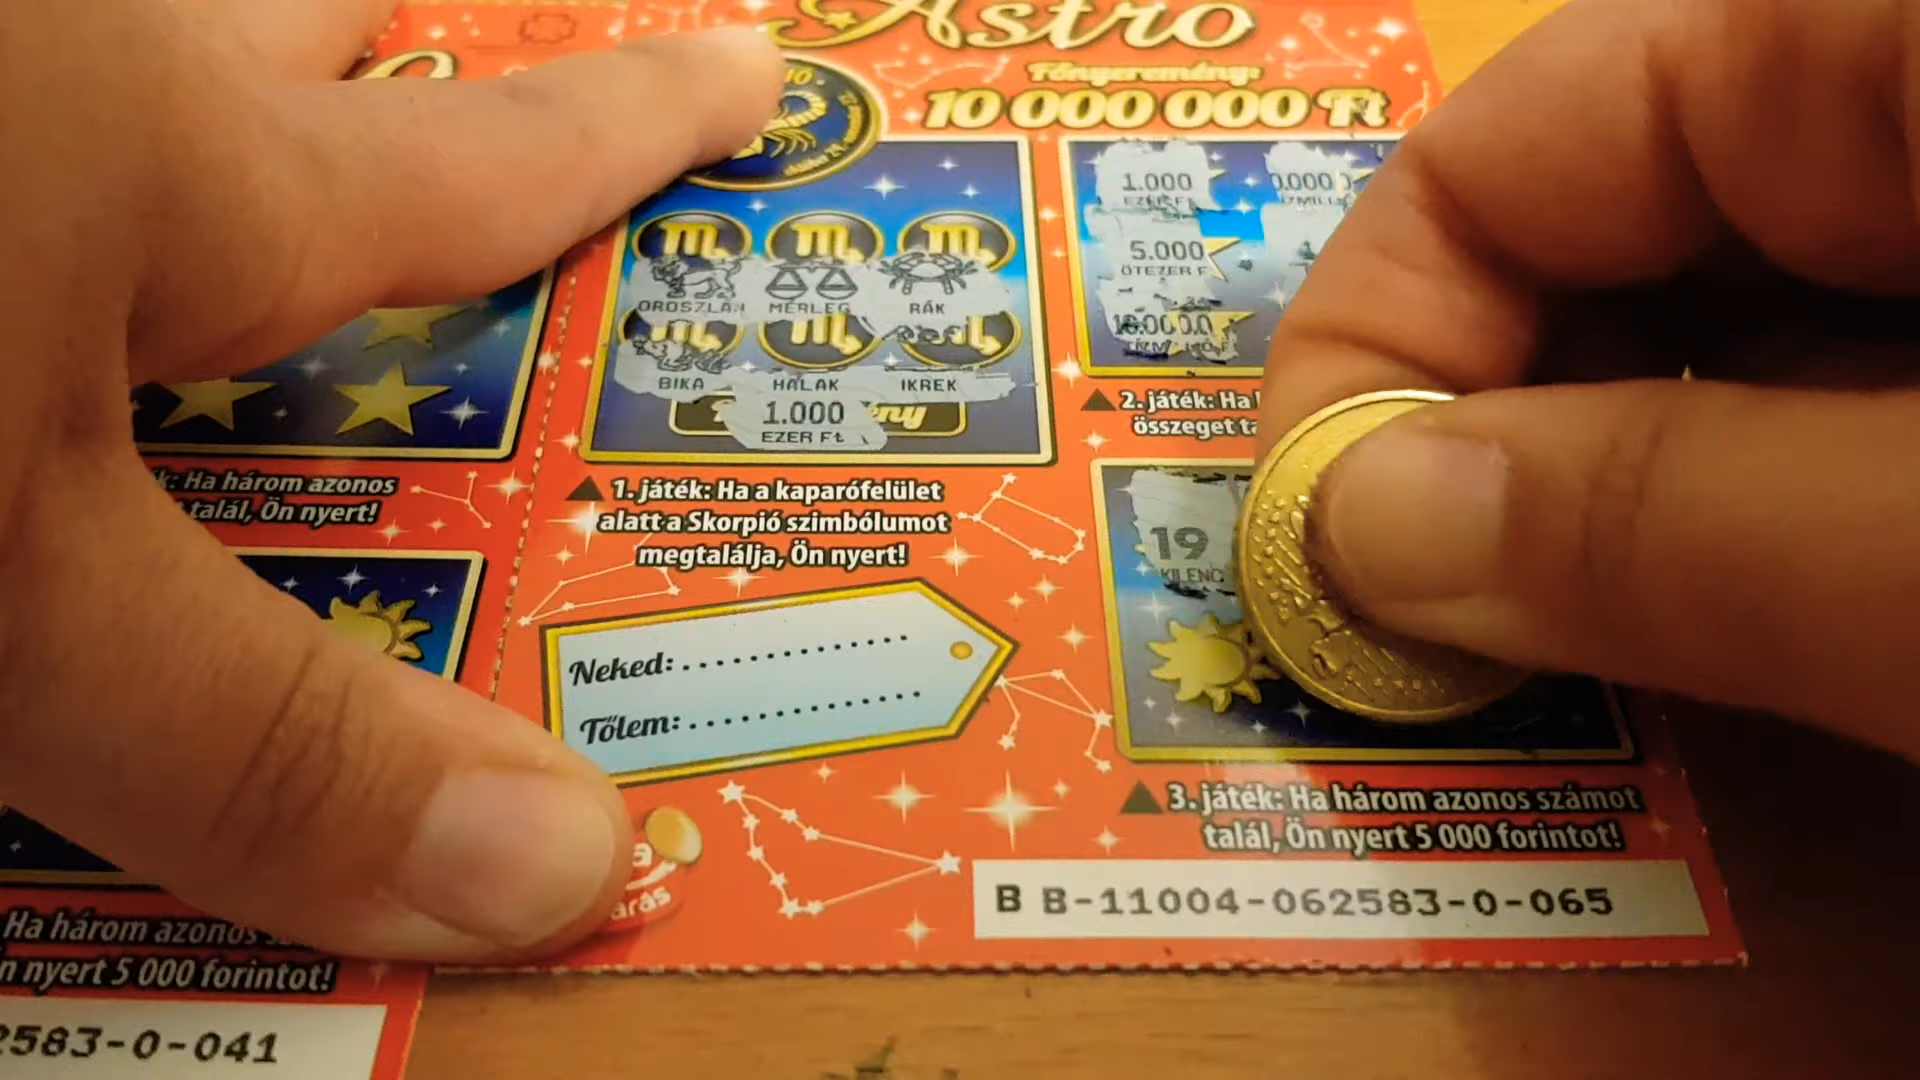 Astro
Főnyeremény:
10 000 000 Ft
október 24.
1.000
EZER Ft
5.000
ÖTEZER F
OROSZLÁN MÉRLEG RÁK
BIKA HALAK IKREK
1.000
EZER Ft
2. játék: Ha
összeget
1. játék: Ha a kaparófelület
alatt a Skorpió szimbólumot
megtalálja, Ön nyert!
19
KILENC
Neked:
Tőlem:
3. játék: Ha három azonos számot
talál, Ön nyert 5 000 forintot!
B B-11004-062583-0-065
Ha három azonos
talál, Ön nyert!
Ha három azonos
nyert 5 000 forintot!
2583-0-041